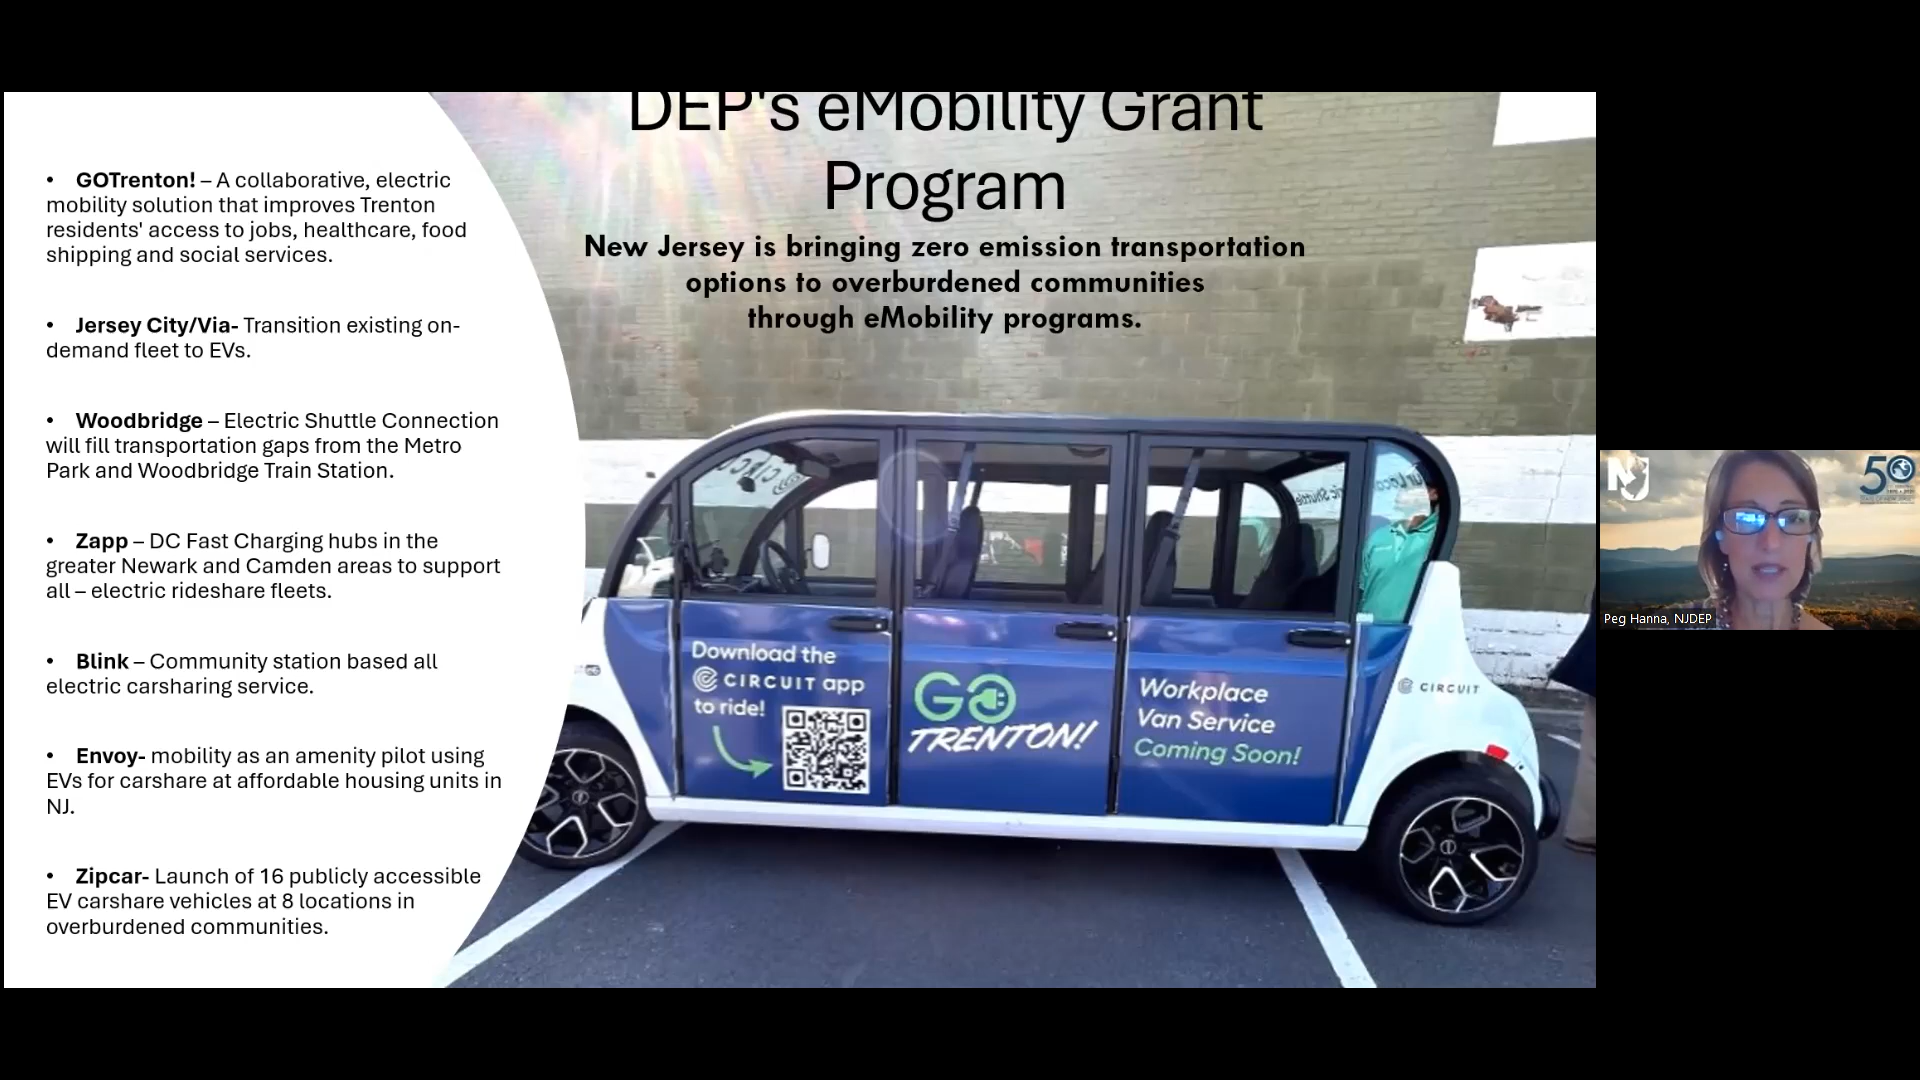 DEP's eMobility Grant
Program
New Jersey is bringing zero emission transportation
options to overburdened communities
through eMobility programs.
• GOTrenton! – A collaborative, electric
mobility solution that improves Trenton
residents' access to jobs, healthcare, food
shipping and social services.
• Jersey City/Via- Transition existing on-
demand fleet to EVs.
• Woodbridge – Electric Shuttle Connection
will fill transportation gaps from the Metro
Park and Woodbridge Train Station.
• Zapp – DC Fast Charging hubs in the
greater Newark and Camden areas to support
all – electric rideshare fleets.
• Blink – Community station based all
electric carsharing service.
• Envoy- mobility as an amenity pilot using
EVs for carshare at affordable housing units in
NJ.
• Zipcar- Launch of 16 publicly accessible
EV carshare vehicles at 8 locations in
overburdened communities.
Download the
CIRCUIT app
to ride!
GO
TRENTON!
Workplace
Van Service
Coming Soon!
CIRCUIT
NJ
50
Peg Hanna, NJDEP